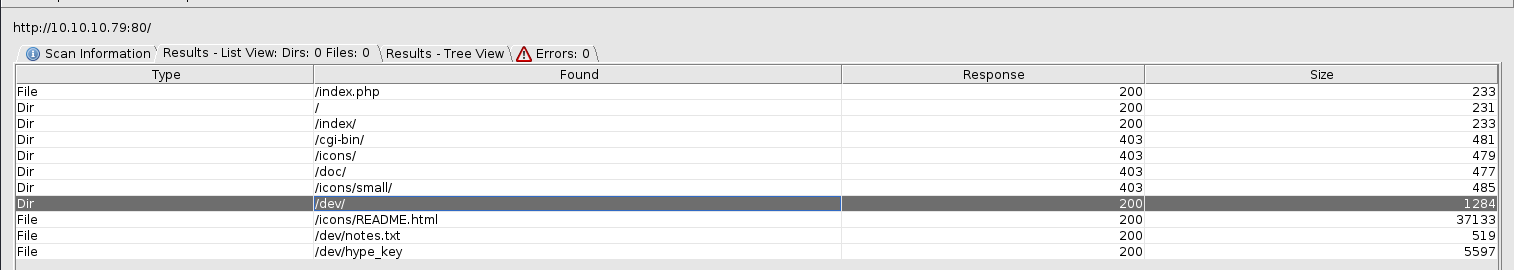 http://10.10.10.79:80/
Scan Information Results - List View: Dirs: 0 Files: 0 Results - Tree View Errors: 0
Type Found Response Size
File /index.php 200 233
Dir / 200 231
Dir /index/ 200 233
Dir /cgi-bin/ 403 481
Dir /icons/ 403 479
Dir /doc/ 403 477
Dir /icons/small/ 403 485
Dir /dev/ 200 1284
File /icons/README.html 200 37133
File /dev/notes.txt 200 519
File /dev/hype_key 200 5597